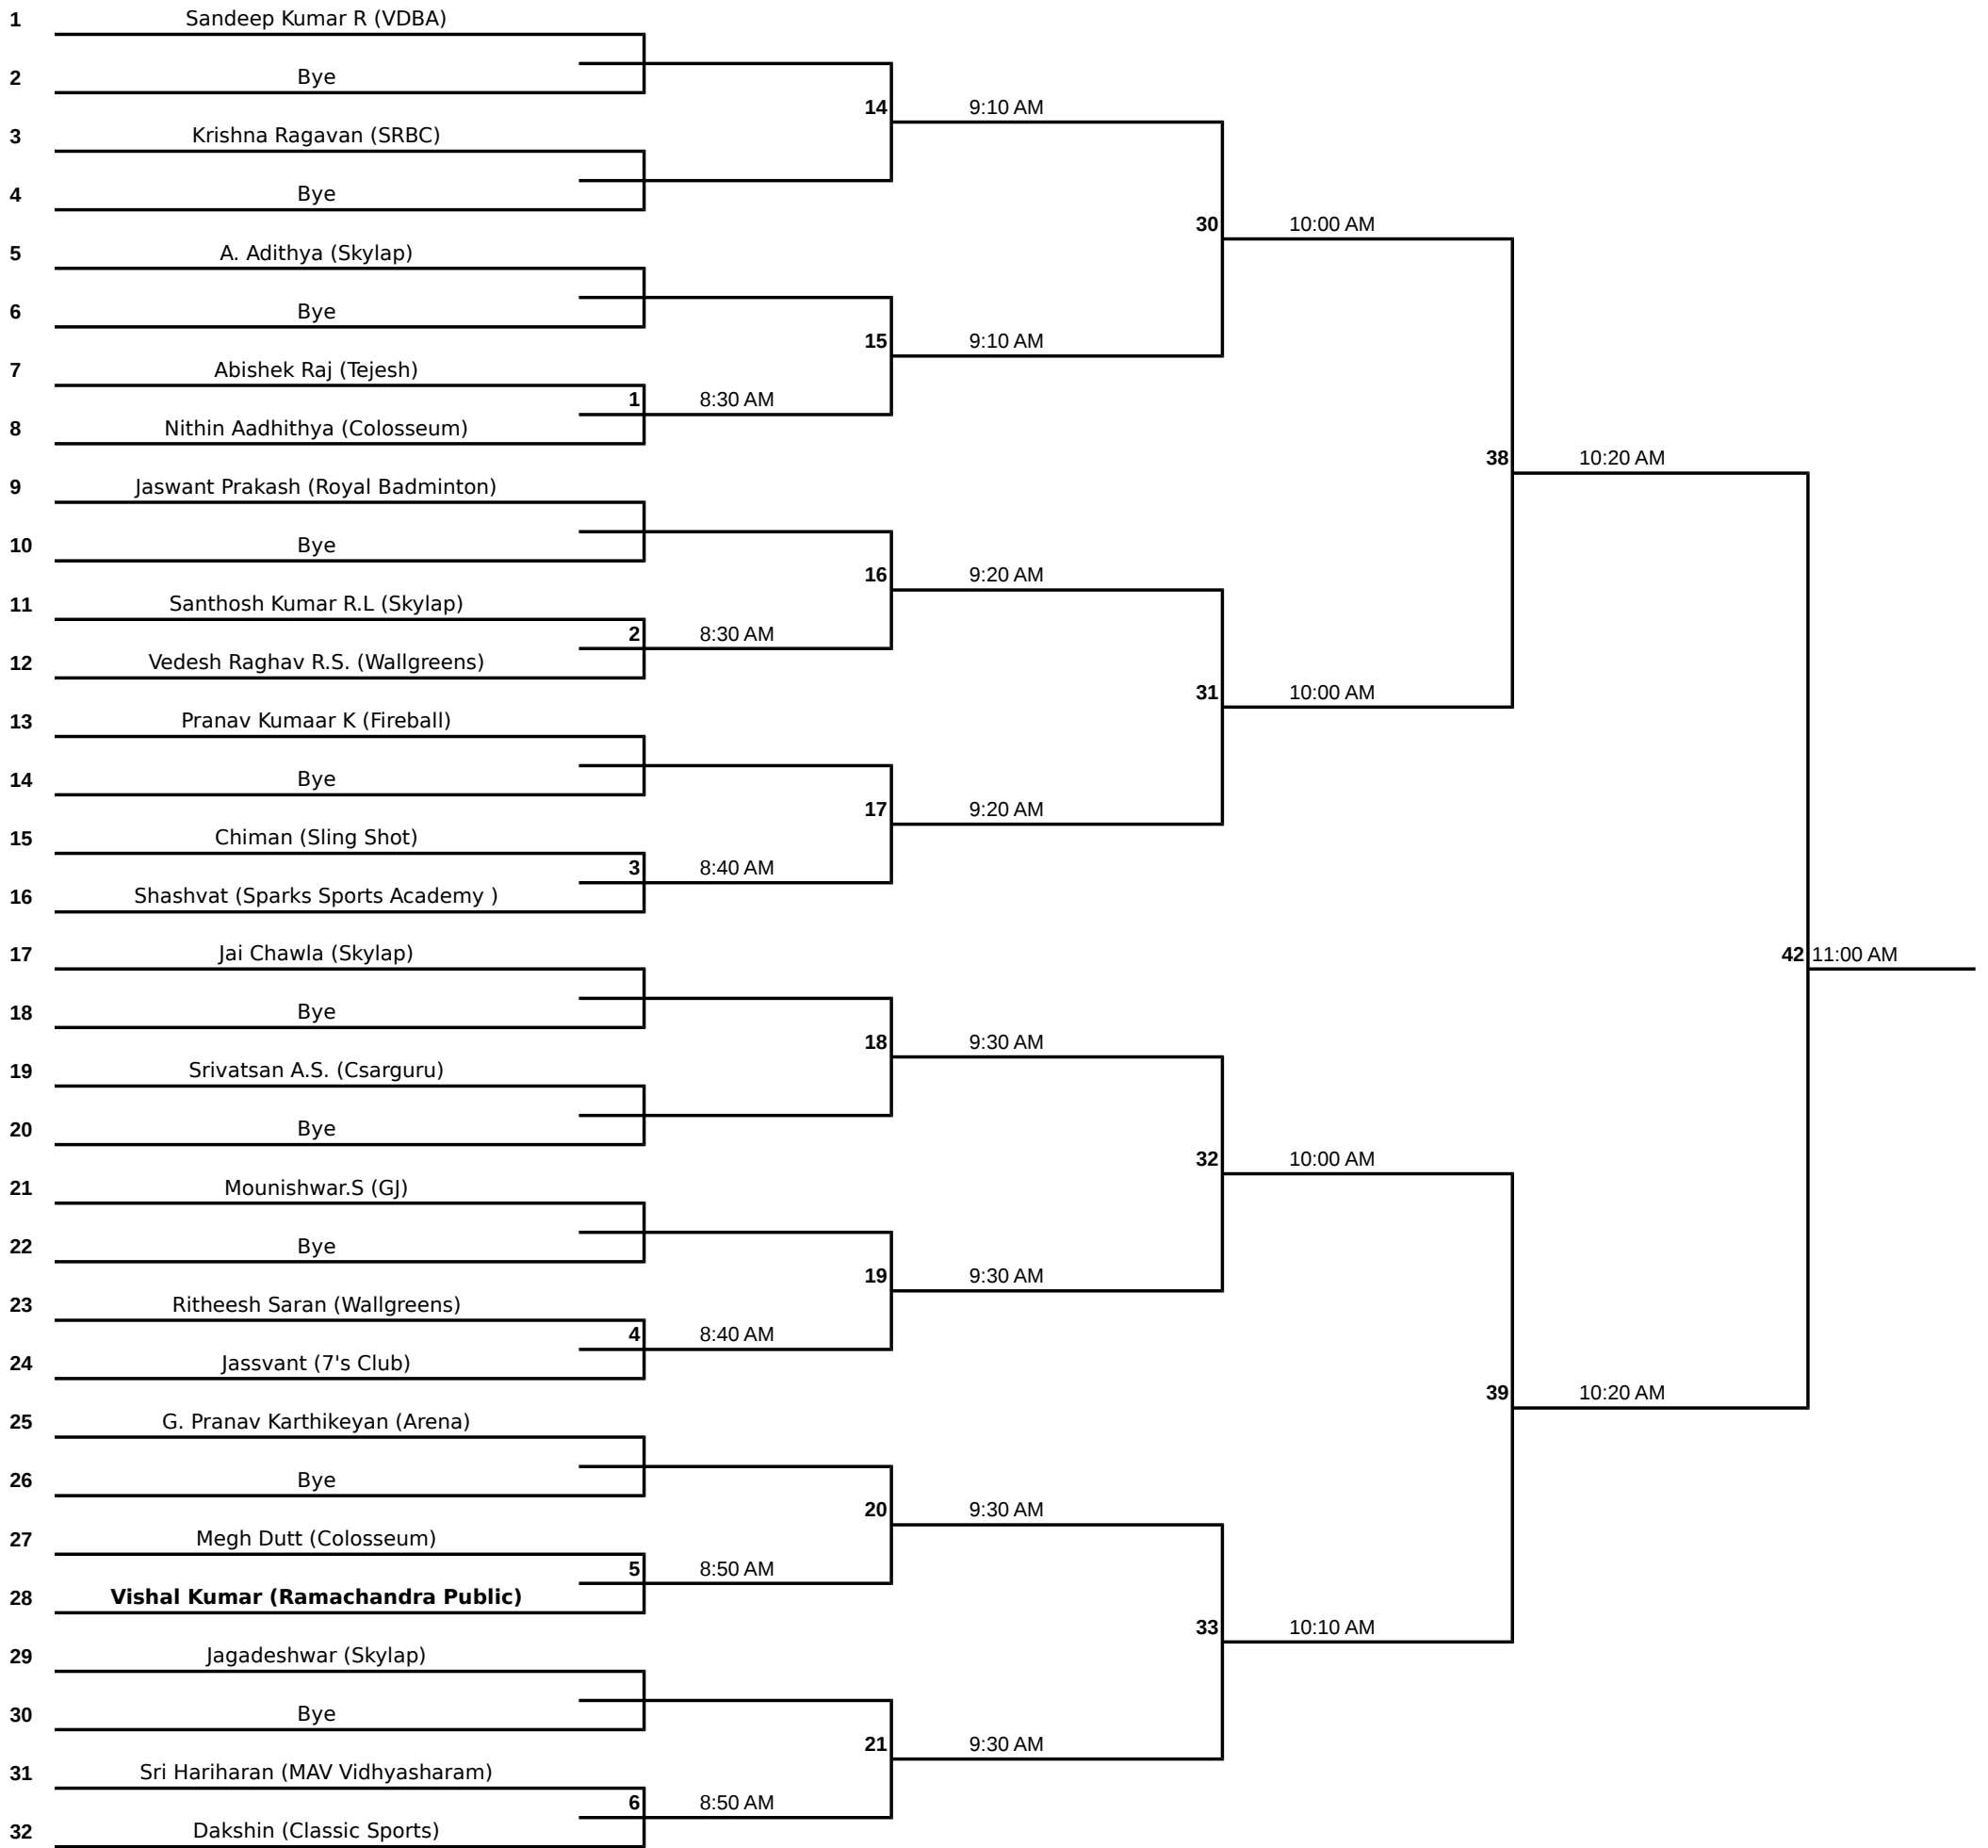 1 Sandeep Kumar R (VDBA)
2 Bye
14 9:10 AM
3 Krishna Ragavan (SRBC)
4 Bye
30 10:00 AM
5 A. Adithya (Skylap)
6 Bye
15 9:10 AM
7 Abishek Raj (Tejesh)
1 8:30 AM
8 Nithin Aadhithya (Colosseum)
38 10:20 AM
9 Jaswant Prakash (Royal Badminton)
10 Bye
16 9:20 AM
11 Santhosh Kumar R.L (Skylap)
2 8:30 AM
12 Vedesh Raghav R.S. (Wallgreens)
31 10:00 AM
13 Pranav Kumaar K (Fireball)
14 Bye
17 9:20 AM
15 Chiman (Sling Shot)
3 8:40 AM
16 Shashvat (Sparks Sports Academy )
17 Jai Chawla (Skylap)
42 11:00 AM
18 Bye
18 9:30 AM
19 Srivatsan A.S. (Csarguru)
20 Bye
32 10:00 AM
21 Mounishwar.S (GJ)
22 Bye
19 9:30 AM
23 Ritheesh Saran (Wallgreens)
4 8:40 AM
24 Jassvant (7's Club)
39 10:20 AM
25 G. Pranav Karthikeyan (Arena)
26 Bye
20 9:30 AM
27 Megh Dutt (Colosseum)
5 8:50 AM
28 Vishal Kumar (Ramachandra Public)
33 10:10 AM
29 Jagadeshwar (Skylap)
30 Bye
21 9:30 AM
31 Sri Hariharan (MAV Vidhyasharam)
6 8:50 AM
32 Dakshin (Classic Sports)